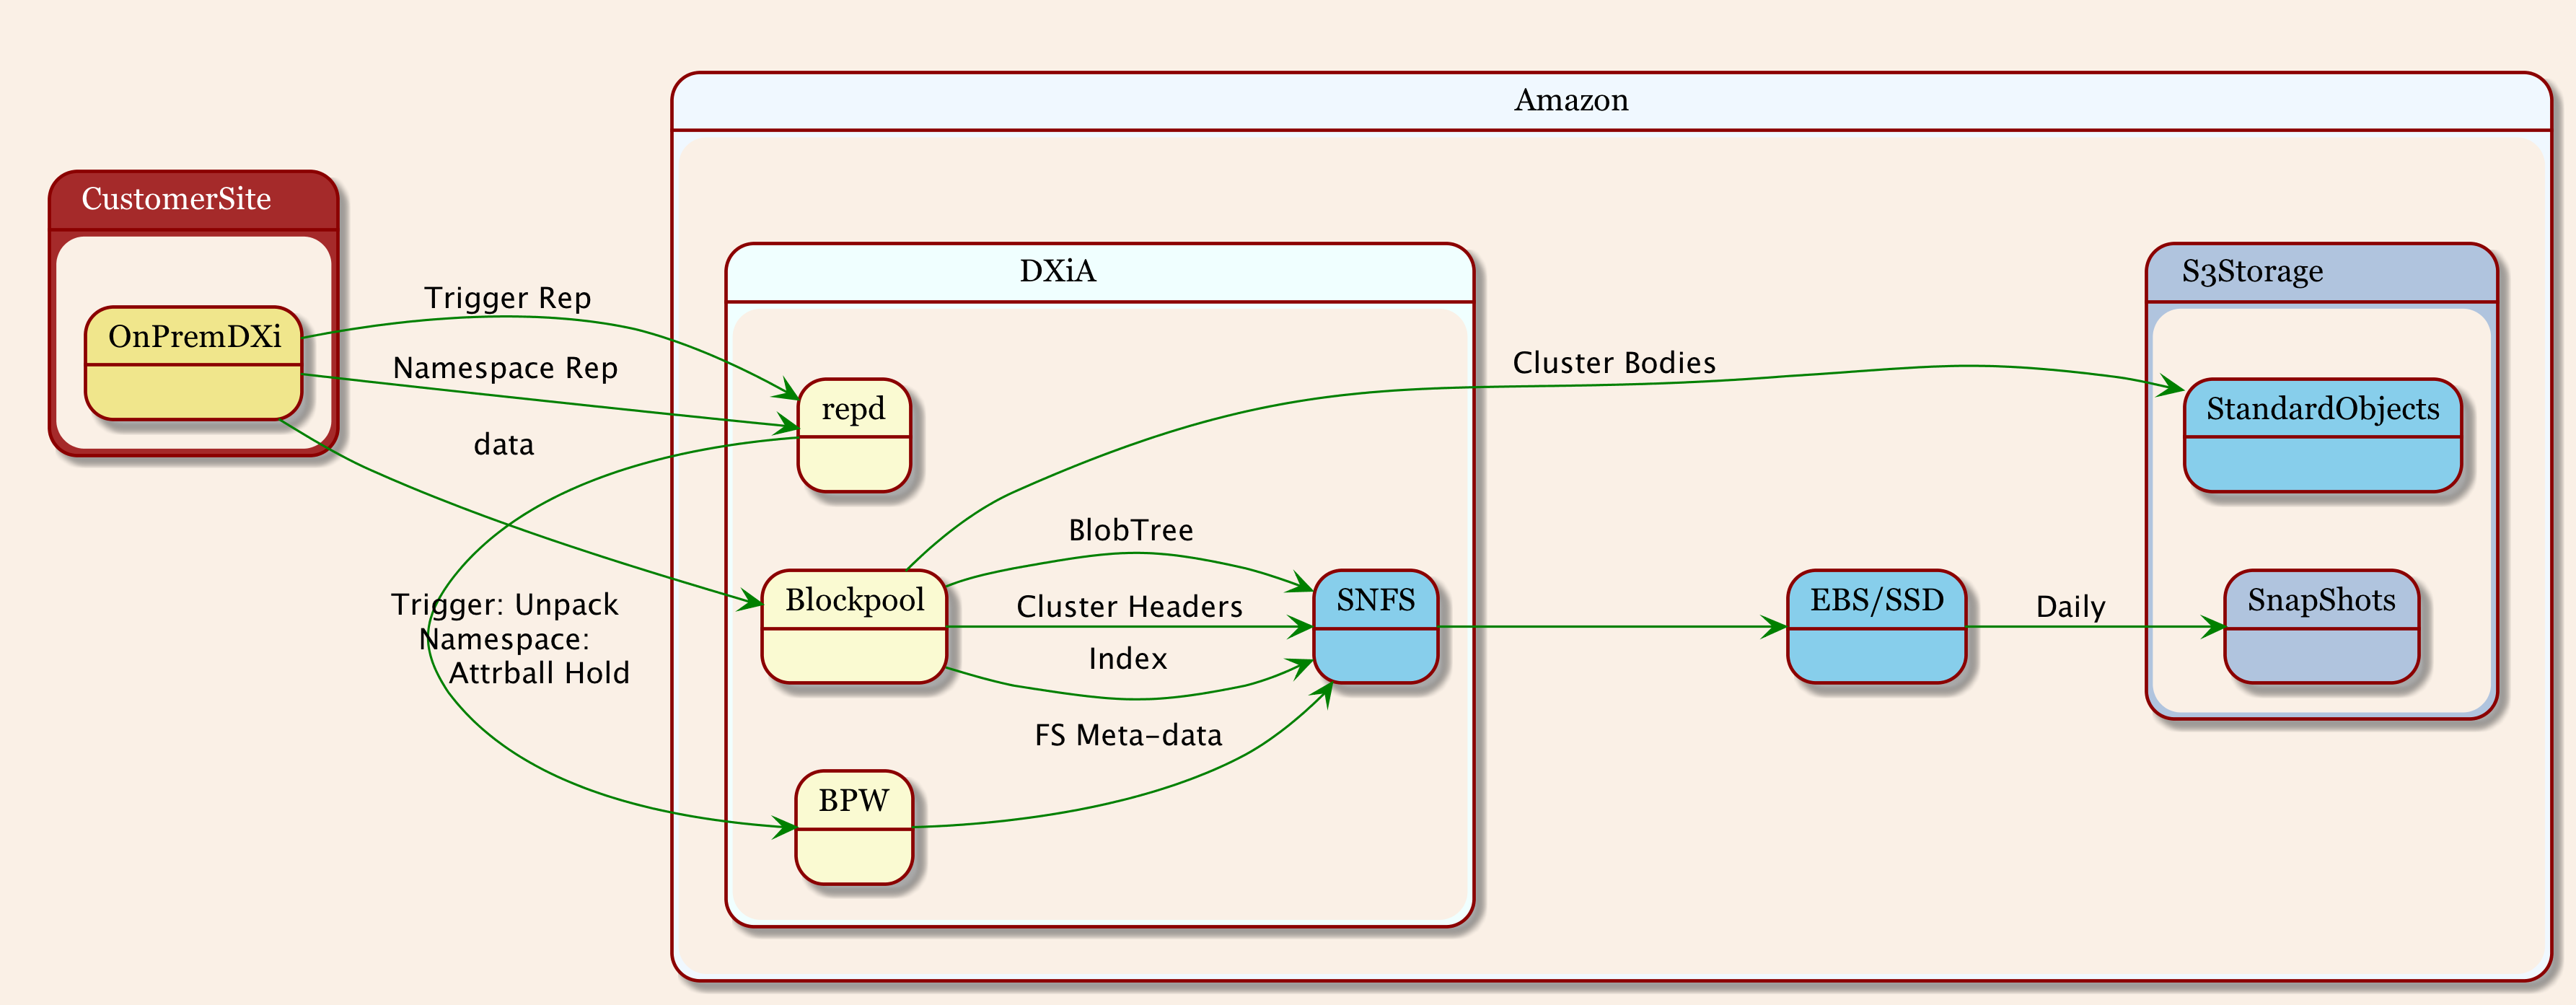 Amazon
CustomerSite
DXiA
S3Storage
Trigger Rep
OnPremDXi
Namespace Rep
Cluster Bodies
repd
StandardObjects
data
BlobTree
Trigger: Unpack
Namespace:
Attrball Hold
Blockpool
Cluster Headers
SNFS
EBS/SSD
Daily
SnapShots
Index
FS Meta-data
BPW